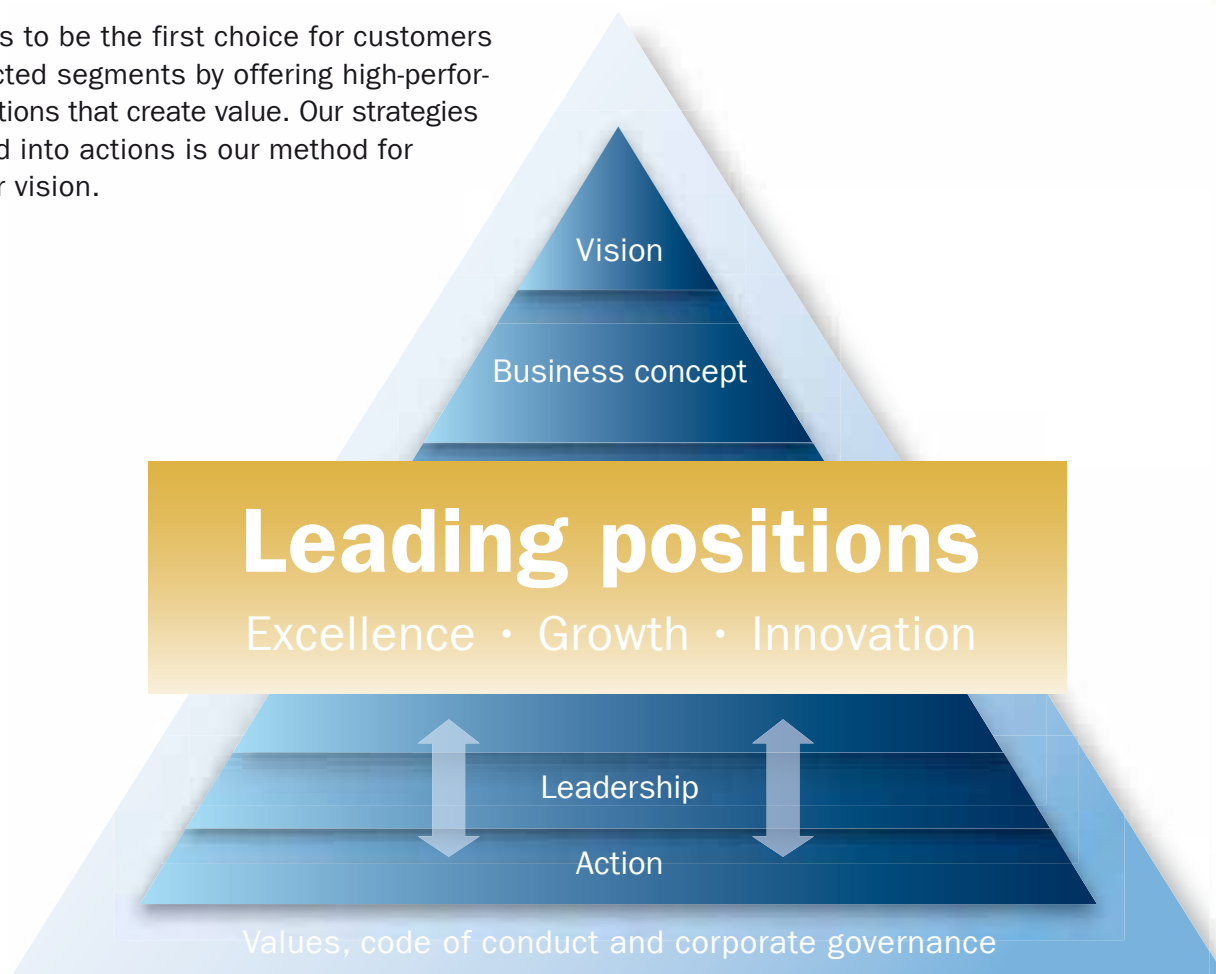 s to be the first choice for customers
cted segments by offering high-perfor-
tions that create value. Our strategies
d into actions is our method for
r vision.
Vision
Business concept
Leading positions
Excellence • Growth • Innovation
Leadership
Action
Values, code of conduct and corporate governance